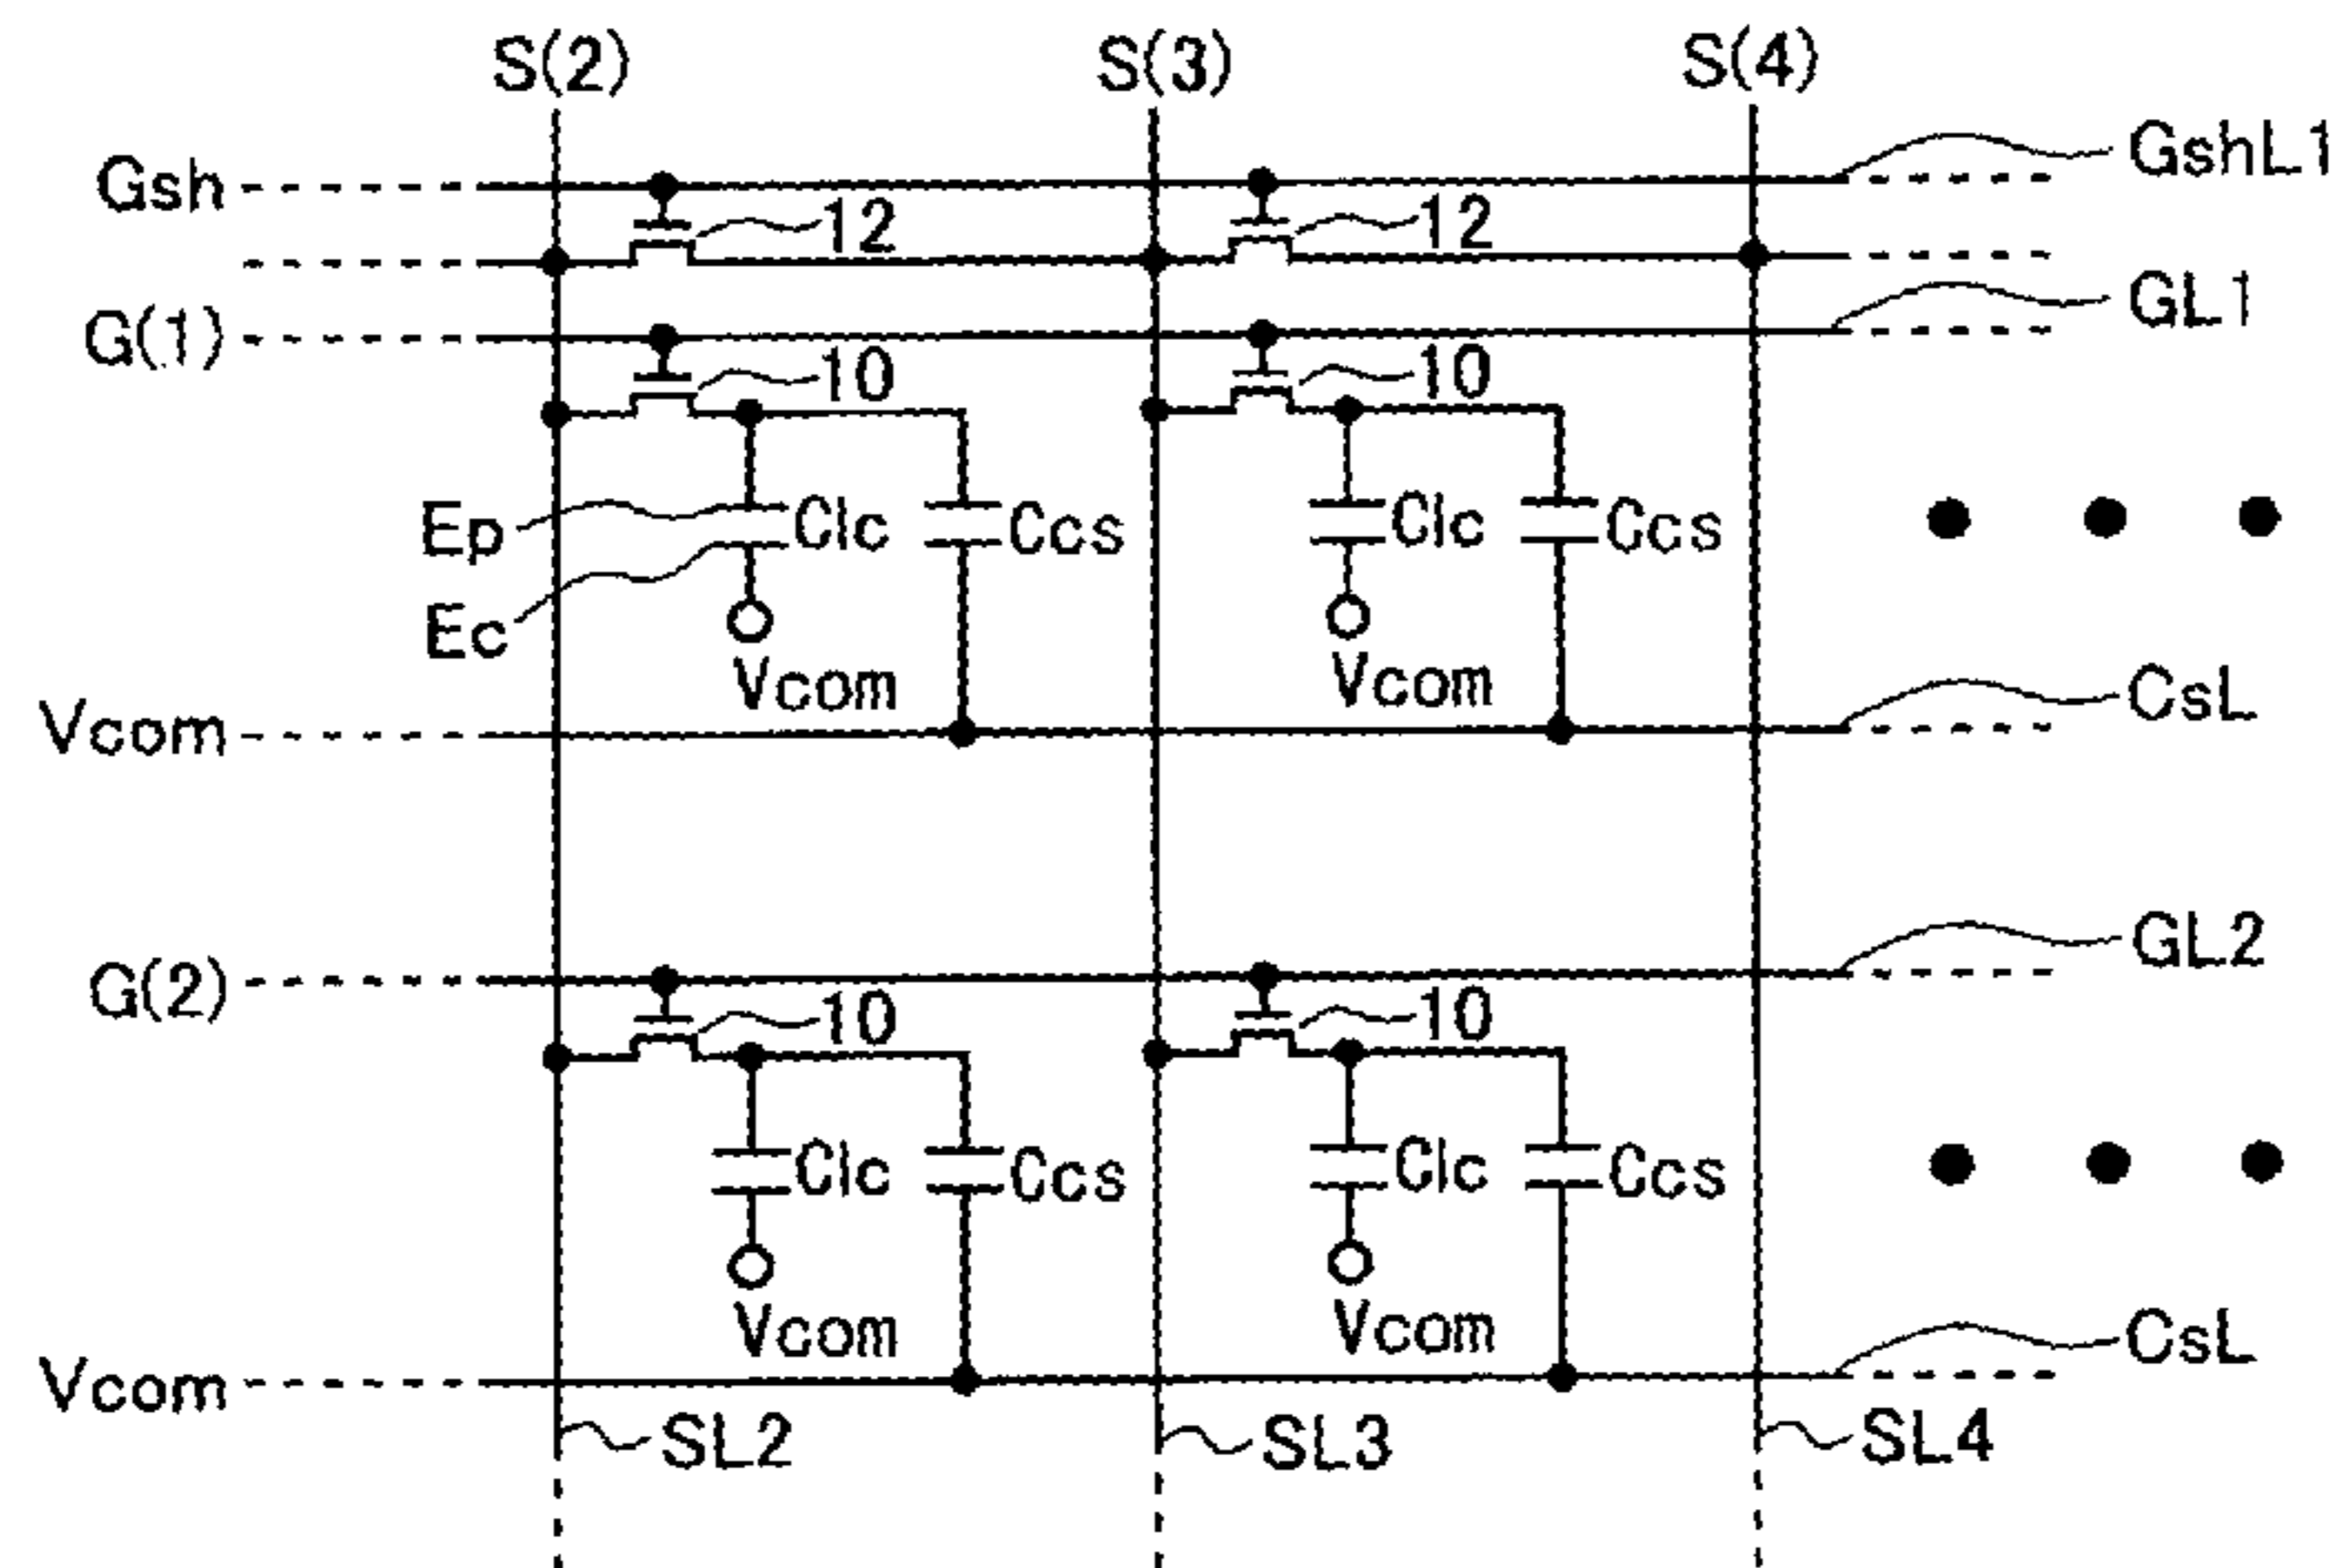 S(2) S(3) S(4)
Gsh GshL1
12 12
G(1) GL1
10 10
Ep Clc Ccs Clc Ccs
Ec
Vcom Vcom
Vcom CsL
G(2) GL2
10 10
Clc Ccs Clc Ccs
Vcom Vcom
Vcom CsL
SL2 SL3 SL4